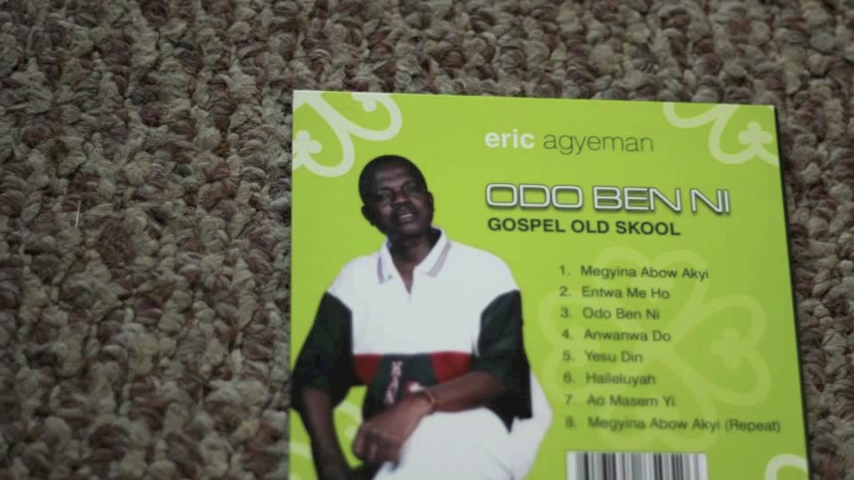 eric agyeman
ODO BEN NI
GOSPEL OLD SKOOL
1. Megyina Abow Akyi
2. Entwa Me Ho
3. Odo Ben Ni
4. Anwanwa Do
5. Yesu Din
6. Halleluyah
7. Ao Masem Yi
8. Megyina Abow Akyi (Repeat)